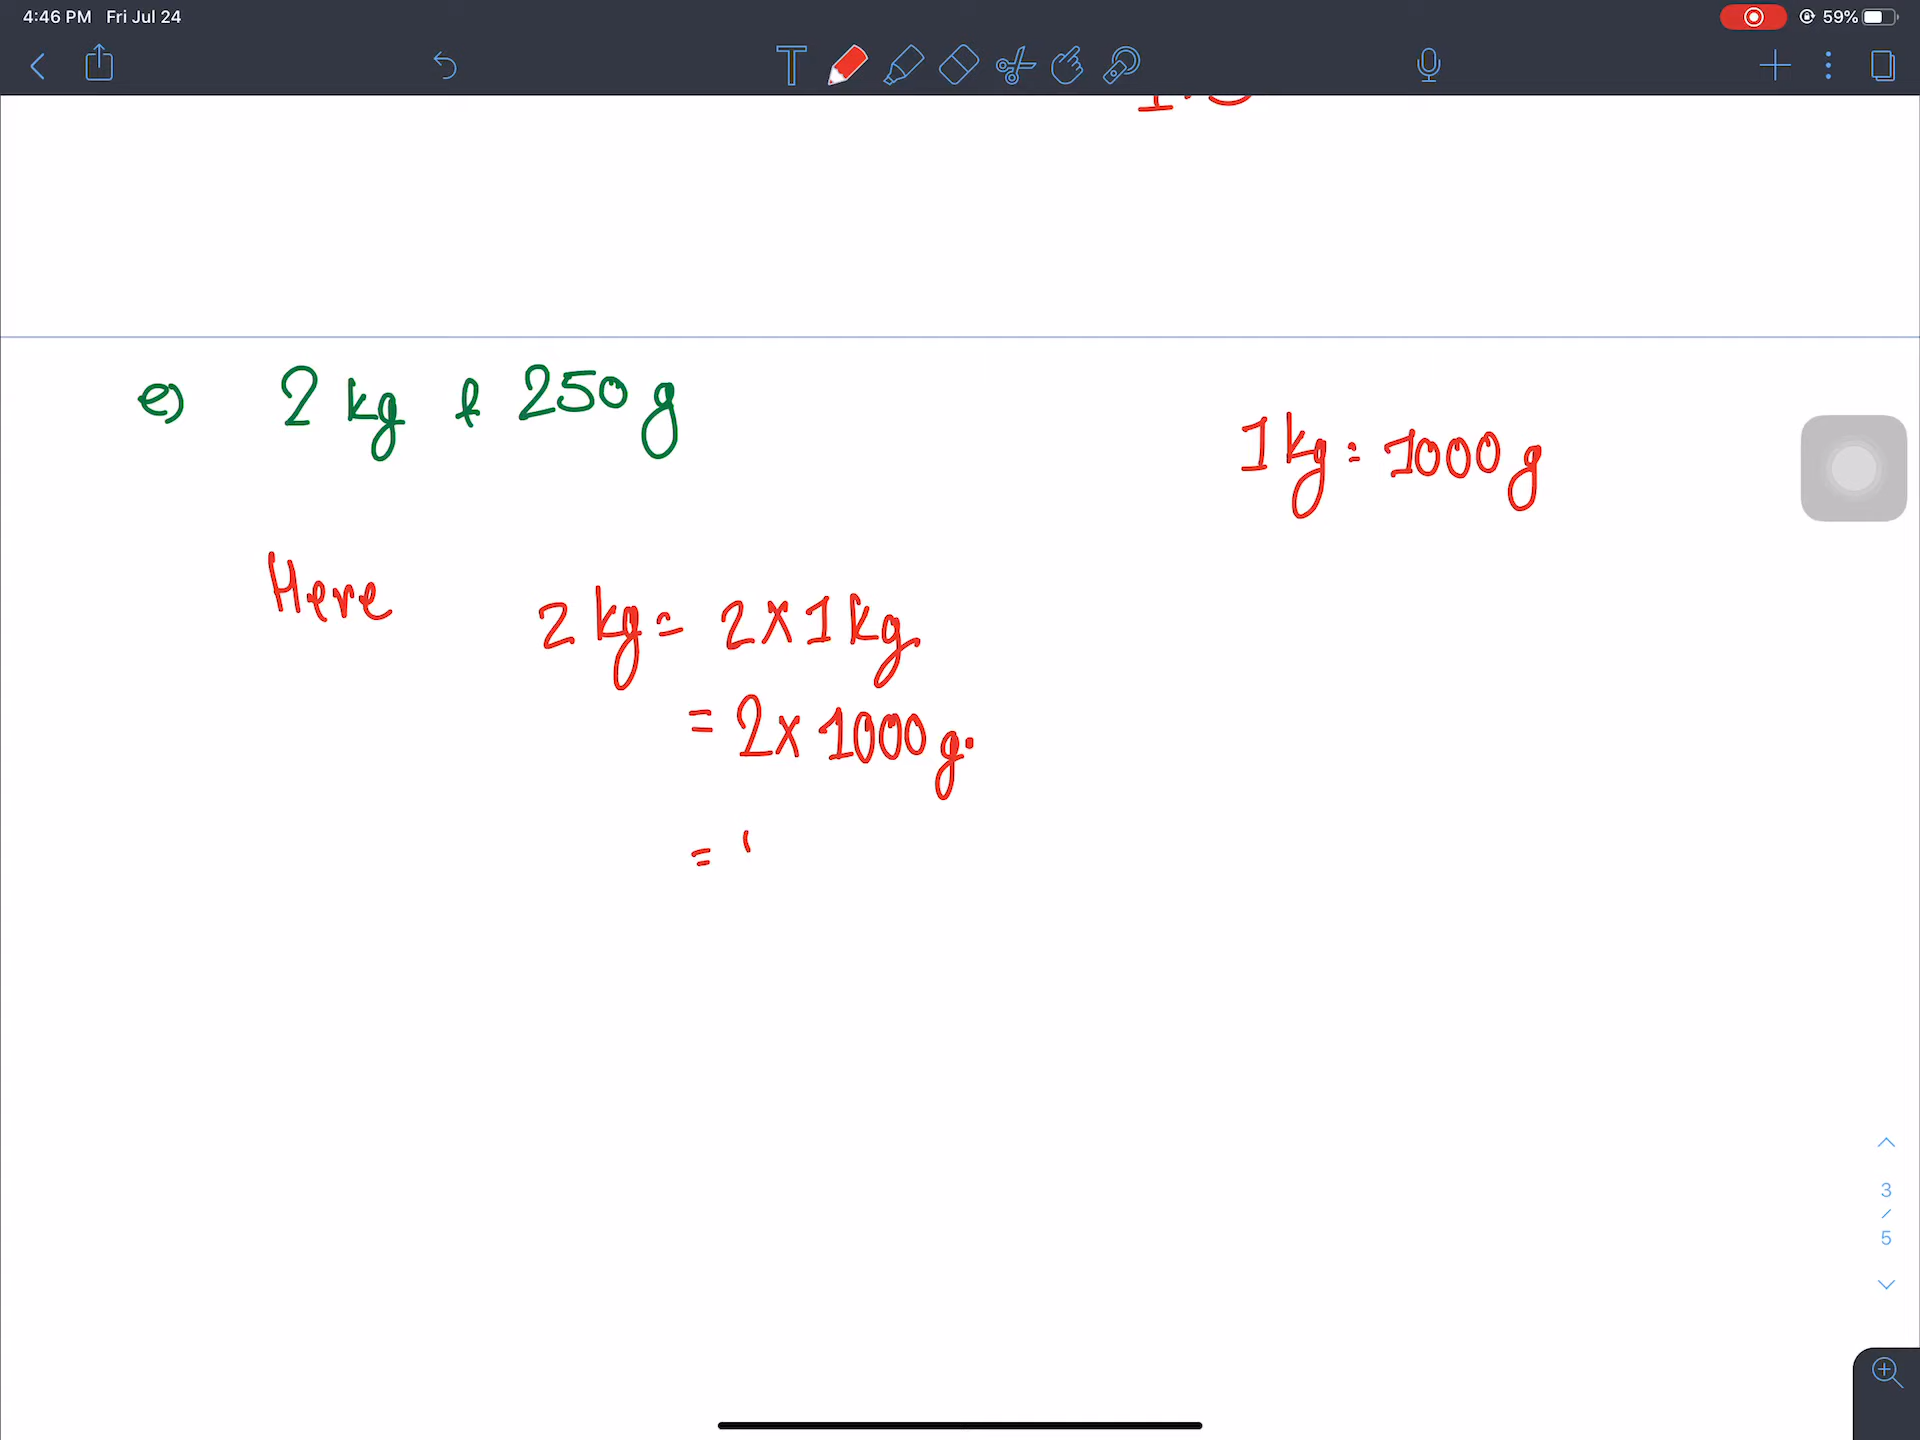 4:46 PM Fri Jul 24
59%
e) 2 kg & 250 g
1 kg = 1000 g
Here 2 kg = 2 x 1 kg
= 2 x 1000 g.
=
3
/
5